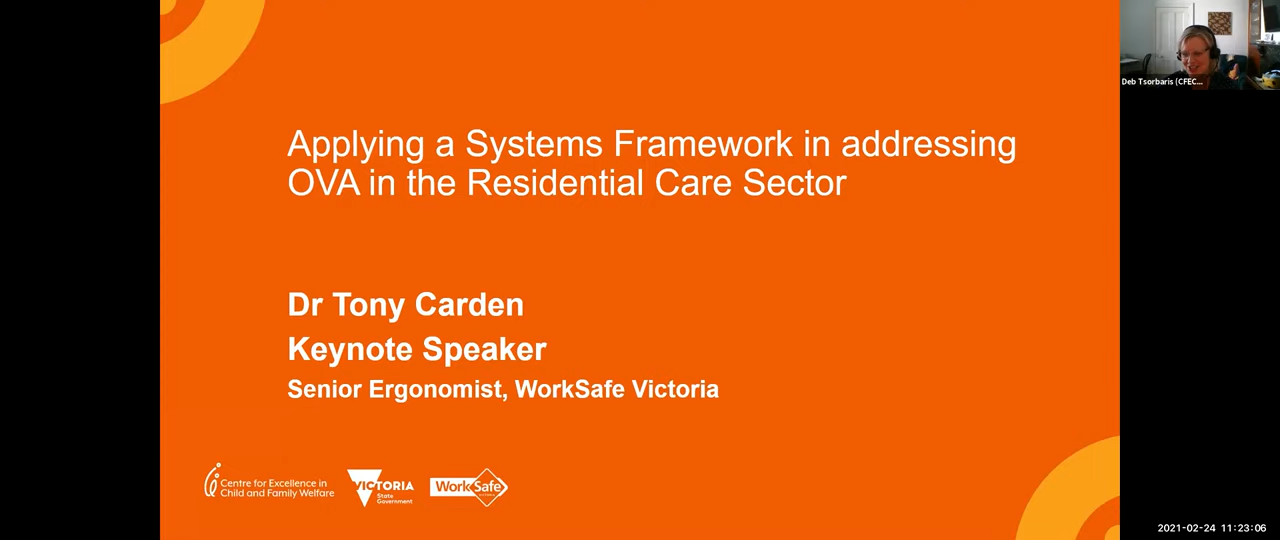 Applying a Systems Framework in addressing
OVA in the Residential Care Sector
Dr Tony Carden
Keynote Speaker
Senior Ergonomist, WorkSafe Victoria
Centre for Excellence in
Child and Family Welfare
VICTORIA
State
Government
WorkSafe
Deb Tsorbaris (CFEC...
2021-02-24 11:23:06